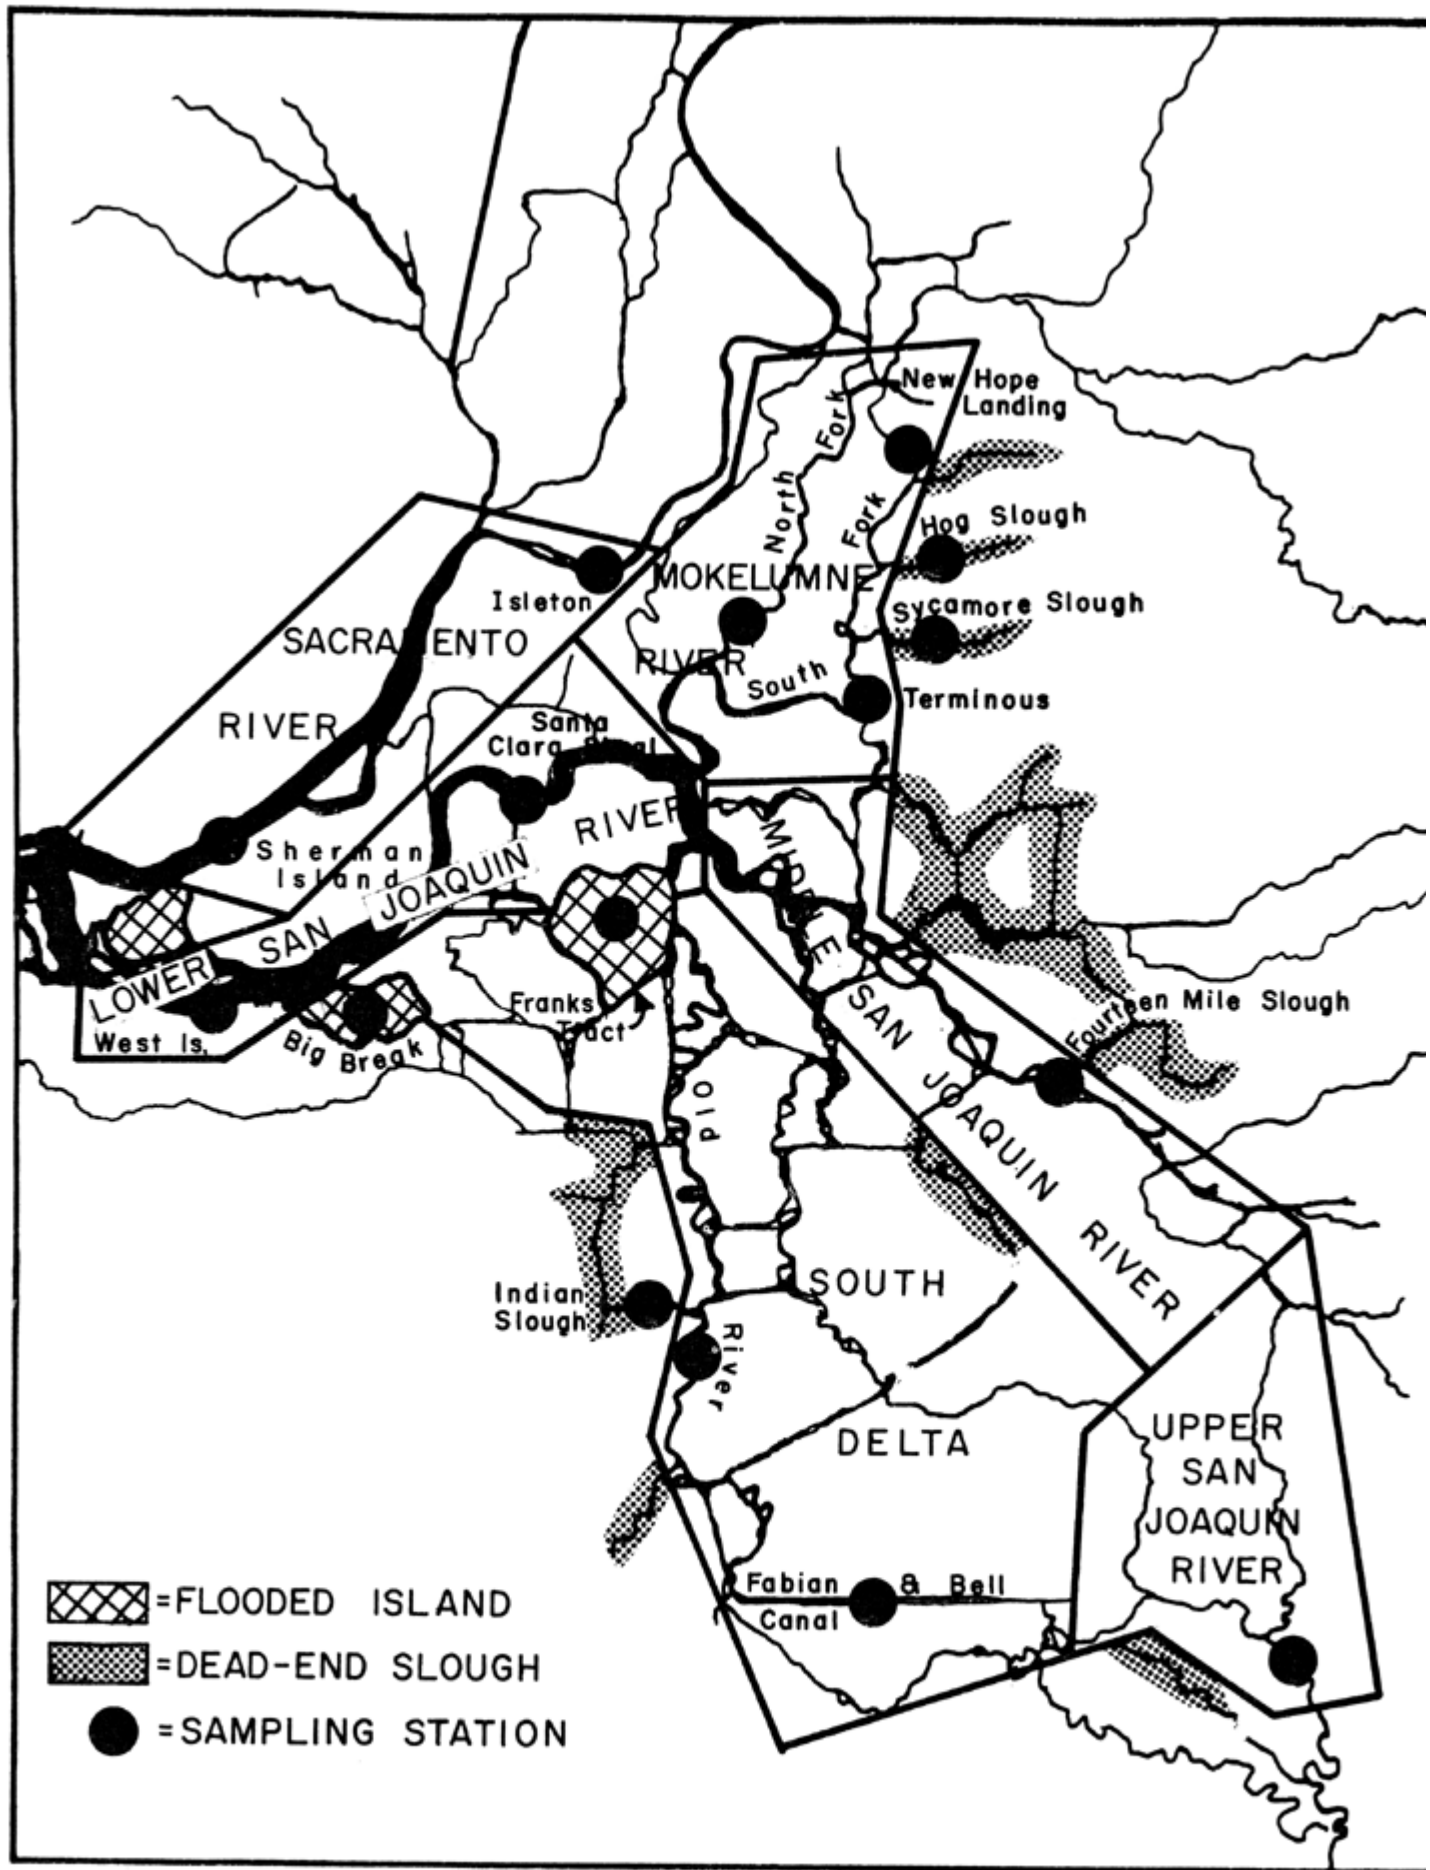 New Hope
Landing
North
Fork
Fork
Hog Slough
MOKELUMNE
Isleton
Sycamore Slough
SACRAMENTO
RIVER
South
Terminous
RIVER
Santa
Clara Shoal
Sherman
Island
LOWER SAN JOAQUIN RIVER
MIDDLE SAN JOAQUIN RIVER
Franks
Tract
Fourteen Mile Slough
West Is.
Big Break
Old
River
SOUTH
Indian
Slough
DELTA
UPPER
SAN
JOAQUIN
RIVER
Fabian & Bell
Canal
=FLOODED ISLAND
=DEAD-END SLOUGH
=SAMPLING STATION